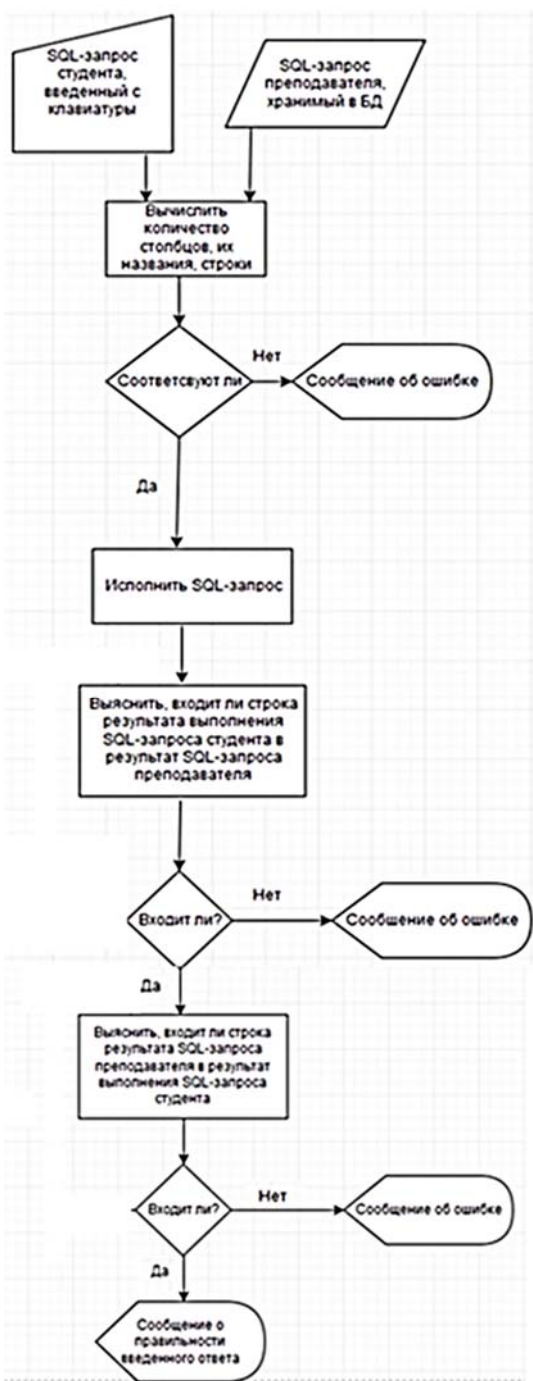 SQL-запрос
студента,
введенный с
клавиатуры
SQL-запрос
преподавателя,
хранимый в БД
Вычислить
количество
столбцов, их
названия, строки
Соответсвуют ли
Нет
Сообщение об ошибке
Да
Исполнить SQL-запрос
Выяснить, входит ли строка
результата выполнения
SQL-запроса студента в
результат SQL-запроса
преподавателя
Входит ли?
Нет
Сообщение об ошибке
Да
Выяснить, входит ли строка
результата SQL-запроса
преподавателя в результат
выполнения SQL-запроса
студента
Входит ли?
Нет
Сообщение об ошибке
Да
Сообщение о
правильности
введенного ответа